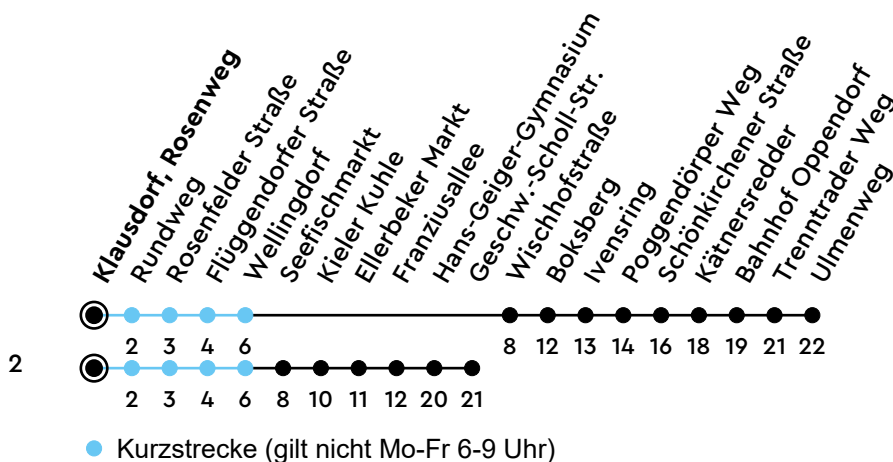 Klausdorf, Rosenweg
Rundweg
Rosenfelder Straße
Flüggendorfer Straße
Wellingdorf
Seefischmarkt
Kieler Kuhle
Ellerbeker Markt
Franziusallee
Hans-Geiger-Gymnasium
Geschw.-Scholl-Str.
Wischhofstraße
Boksberg
Ivensring
Poggendörper Weg
Schönkirchener Straße
Kätnersredder
Bahnhof Oppendorf
Trenntrader Weg
Ulmenweg
2 3 4 6 8 12 13 14 16 18 19 21 22
2
2 3 4 6 8 10 11 12 20 21
Kurzstrecke (gilt nicht Mo-Fr 6-9 Uhr)